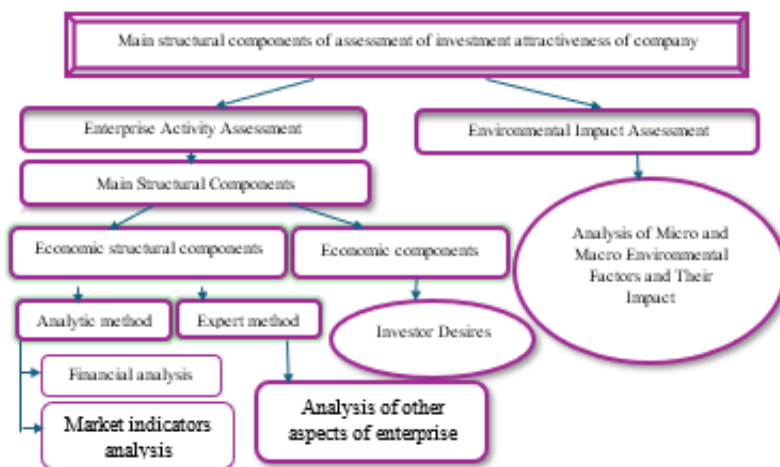 Main structural components of assessment of investment attractiveness of company
Enterprise Activity Assessment
Environmental Impact Assessment
Main Structural Components
Economic structural components
Economic components
Analysis of Micro and
Macro Environmental
Factors and Their
Impact
Analytic method
Expert method
Investor Desires
Financial analysis
Market indicators
analysis
Analysis of other
aspects of enterprise